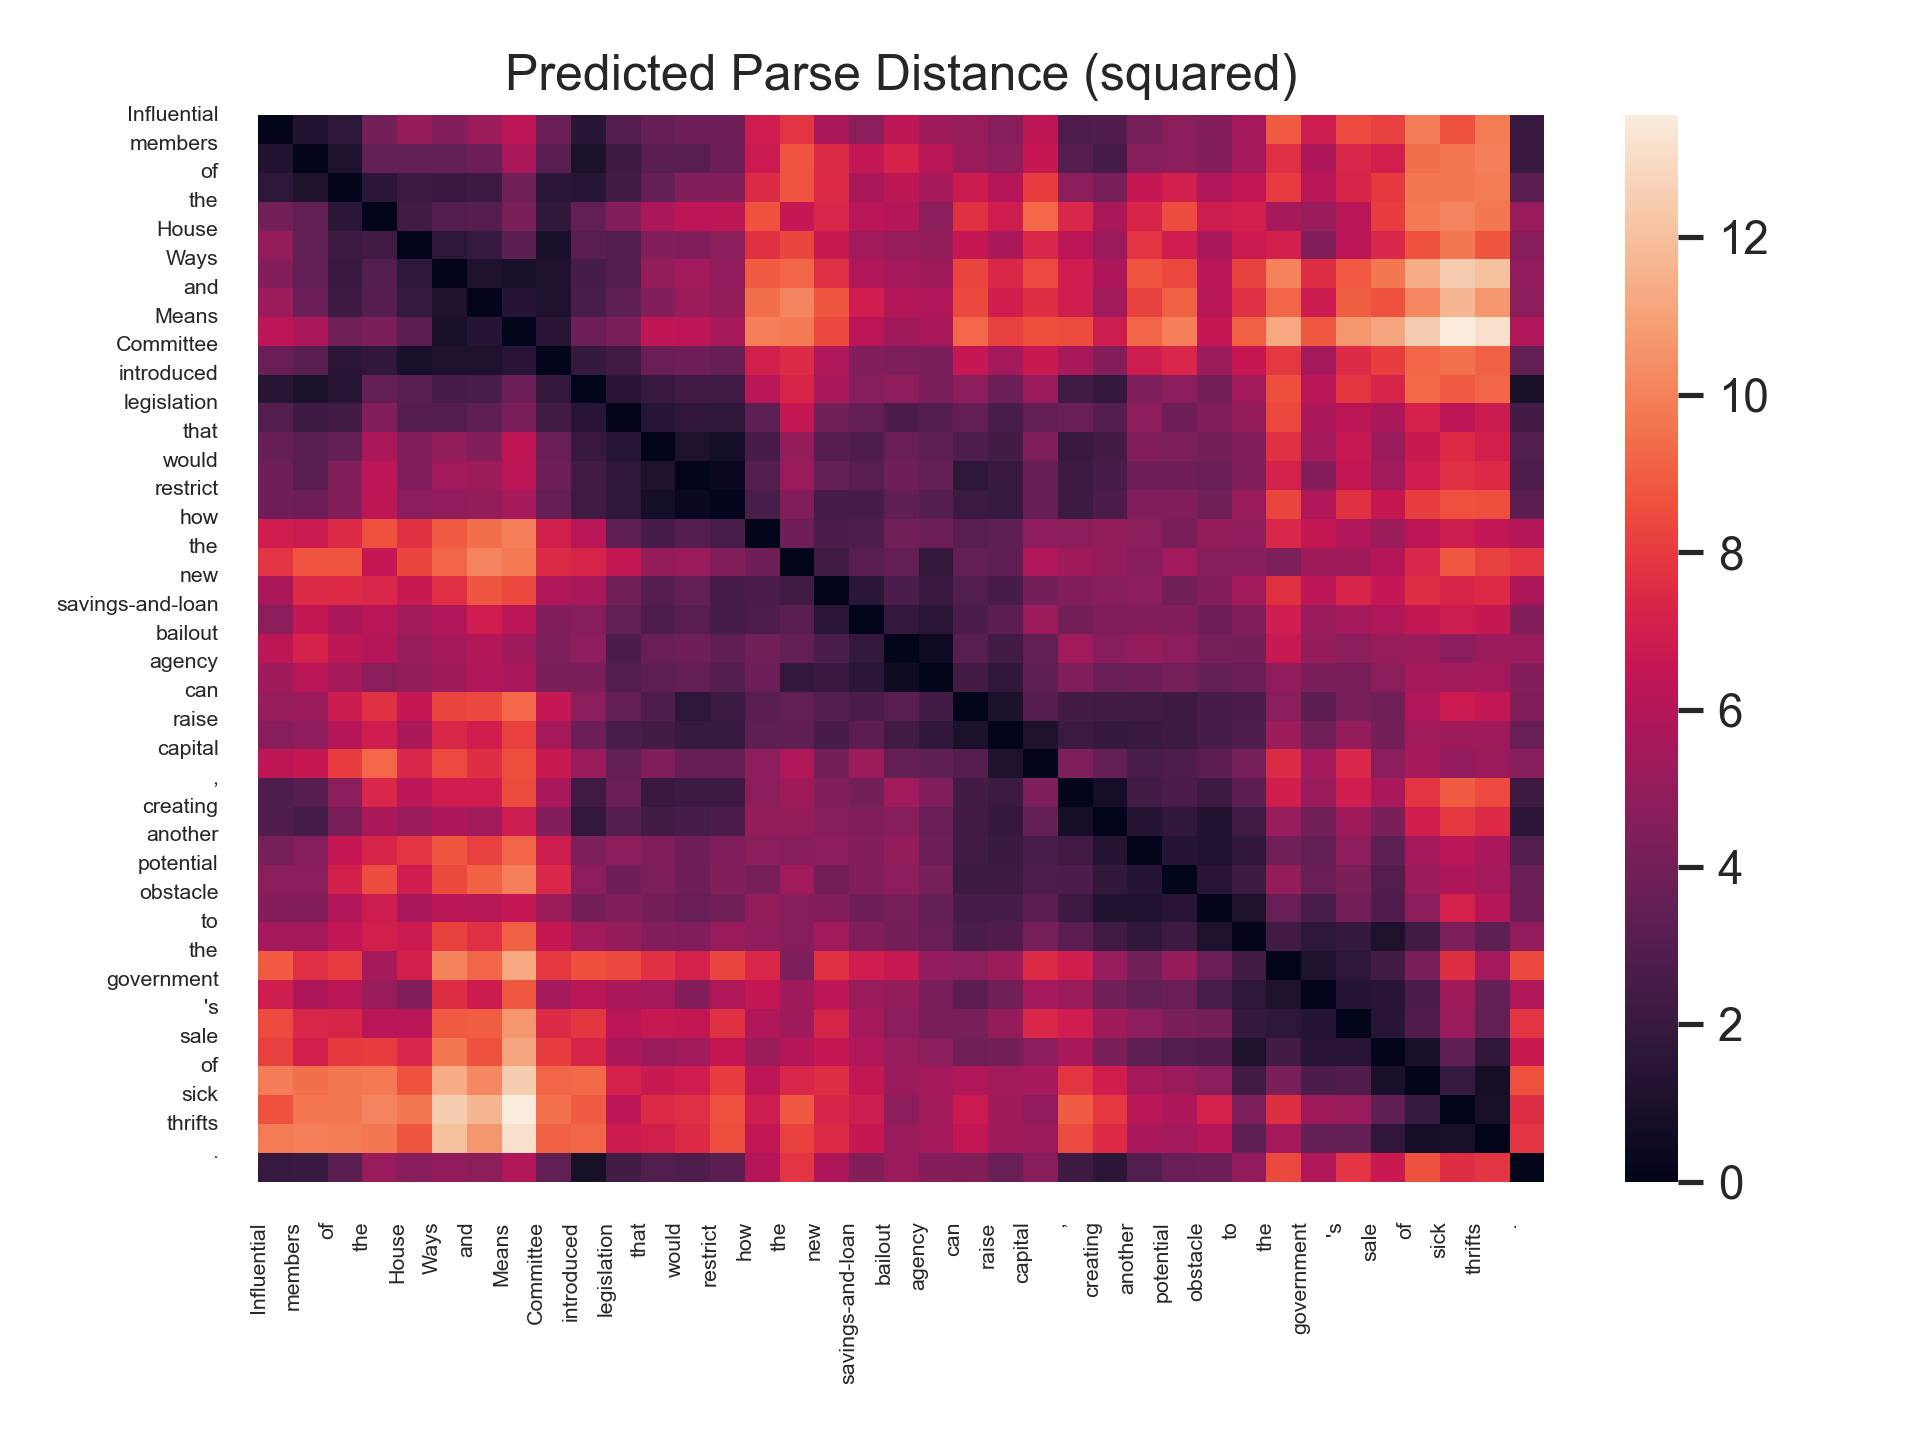 Predicted Parse Distance (squared)
Influential
members
of
the
House
Ways
and
Means
Committee
introduced
legislation
that
would
restrict
how
the
new
savings-and-loan
bailout
agency
can
raise
capital
,
creating
another
potential
obstacle
to
the
government
's
sale
of
sick
thrifts
.
12
10
8
6
4
2
0
Influential
members
of
the
House
Ways
and
Means
Committee
introduced
legislation
that
would
restrict
how
the
new
savings-and-loan
bailout
agency
can
raise
capital
,
creating
another
potential
obstacle
to
the
government
's
sale
of
sick
thrifts
.